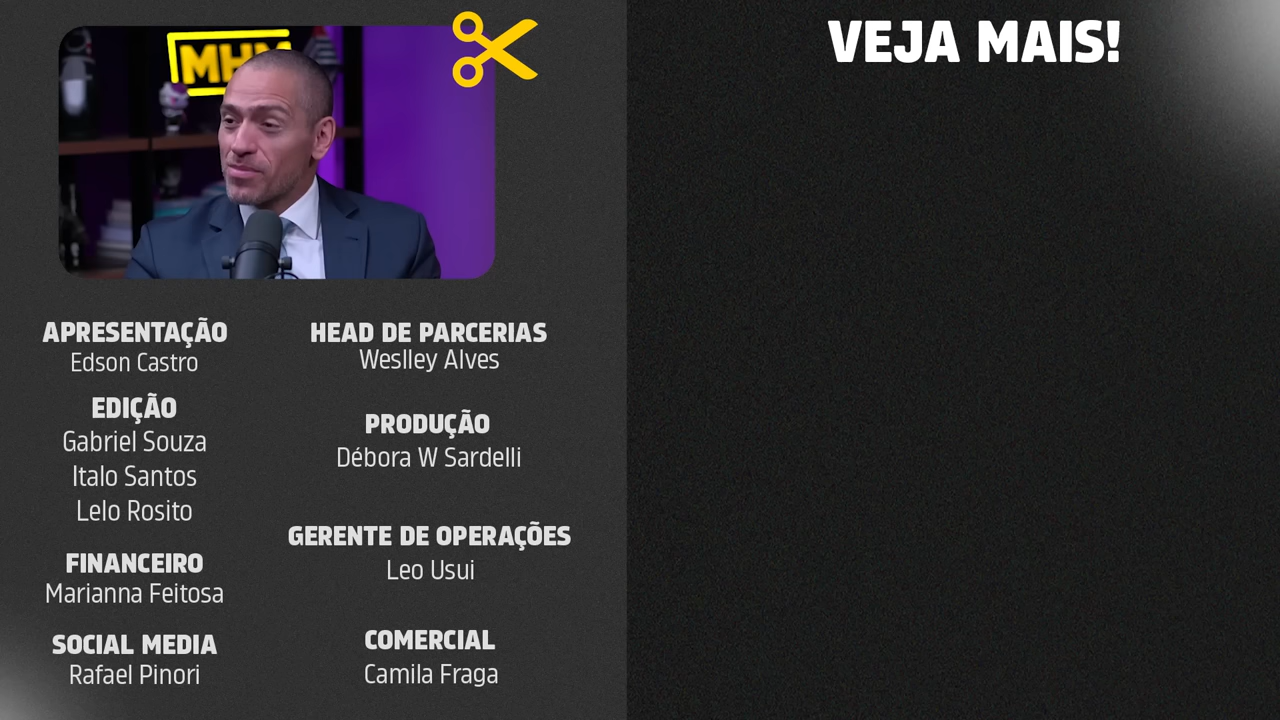 MHM
VEJA MAIS!
APRESENTAÇÃO
Edson Castro
EDIÇÃO
Gabriel Souza
Italo Santos
Lelo Rosito
FINANCEIRO
Marianna Feitosa
SOCIAL MEDIA
Rafael Pinori
HEAD DE PARCERIAS
Weslley Alves
PRODUÇÃO
Débora W Sardelli
GERENTE DE OPERAÇÕES
Leo Usui
COMERCIAL
Camila Fraga